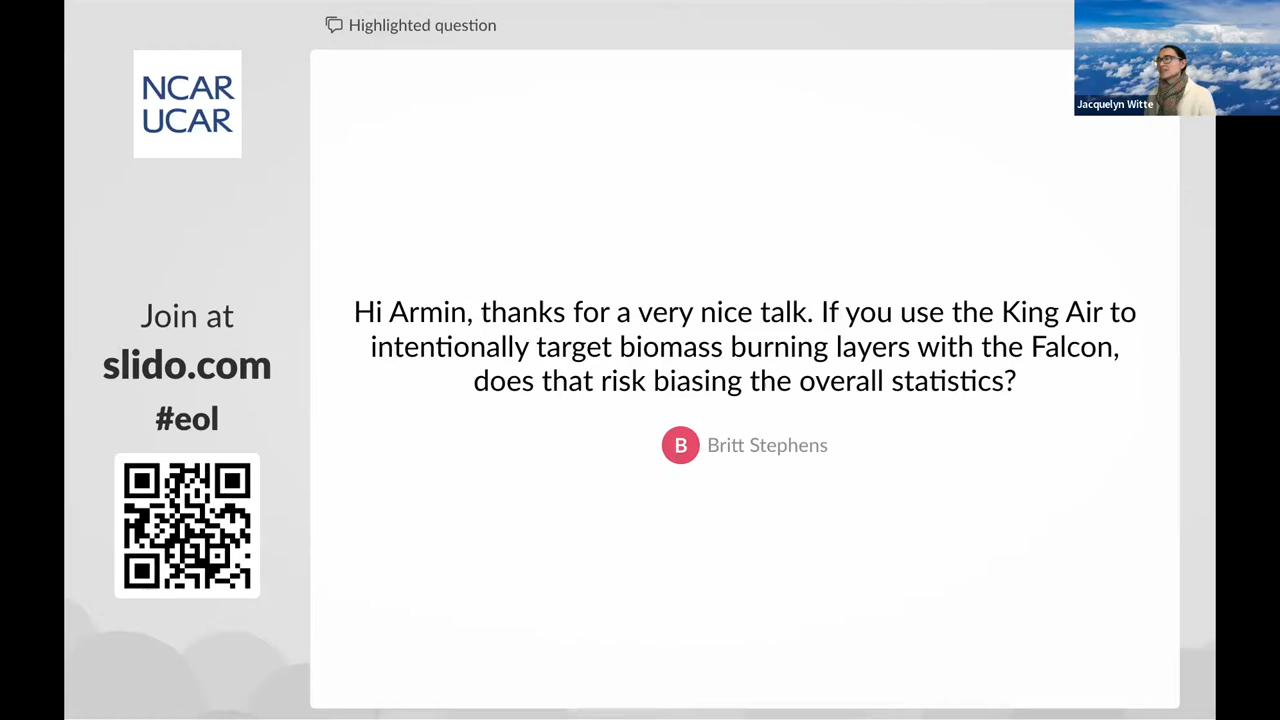 Highlighted question
NCAR
UCAR
Jacquelyn Witte
Join at
slido.com
#eol
Hi Armin, thanks for a very nice talk. If you use the King Air to
intentionally target biomass burning layers with the Falcon,
does that risk biasing the overall statistics?
B Britt Stephens